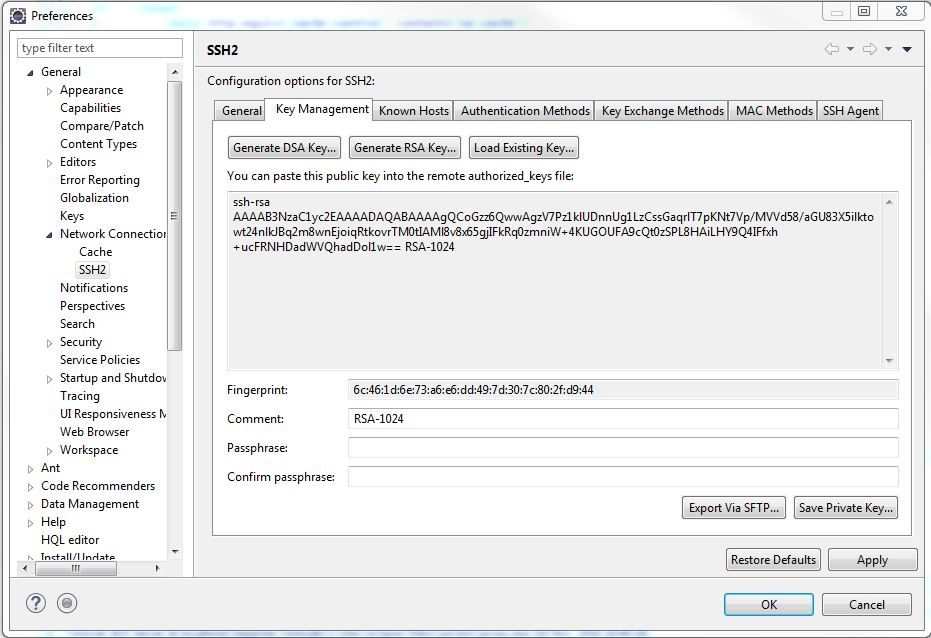 Preferences
type filter text
General
Appearance
Capabilities
Compare/Patch
Content Types
Editors
Error Reporting
Globalization
Keys
Network Connection
Cache
SSH2
Notifications
Perspectives
Search
Security
Service Policies
Startup and Shutdov
Tracing
UI Responsiveness M
Web Browser
Workspace
Ant
Code Recommenders
Data Management
Help
HQL editor
Install/Update
SSH2
Configuration options for SSH2:
General Key Management Known Hosts Authentication Methods Key Exchange Methods MAC Methods SSH Agent
Generate DSA Key... Generate RSA Key... Load Existing Key...
You can paste this public key into the remote authorized_keys file:
ssh-rsa
AAAAB3NzaC1yc2EAAAADAQABAAAAgQCoGzz6QwwAgzV7Pz1kIUDnnUg1LzCssGaqrIT7pKNt7Vp/MVVd58/aGU83X5iIkto
wt24nIkJBq2m8wnEjoiqRtkovrTM0tIAMl8v8x65gjIFkRq0zmniW+4KUGOUFA9cQt0zSPL8HAiLHY9Q4IFfxh
+ucFRNHDadWVQhadDoI1w== RSA-1024
Fingerprint: 6c:46:1d:6e:73:a6:e6:dd:49:7d:30:7c:80:2f:d9:44
Comment: RSA-1024
Passphrase:
Confirm passphrase:
Export Via SFTP... Save Private Key...
Restore Defaults Apply
OK Cancel